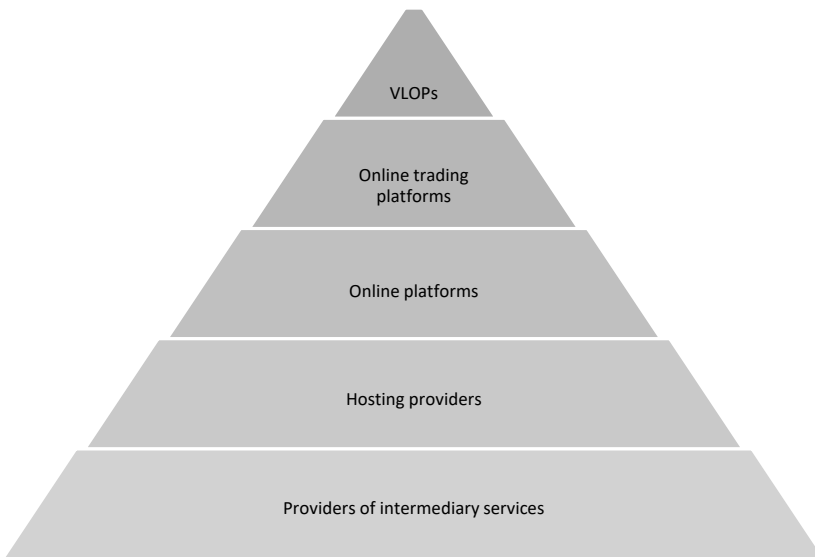 VLOPs
Online trading
platforms
Online platforms
Hosting providers
Providers of intermediary services